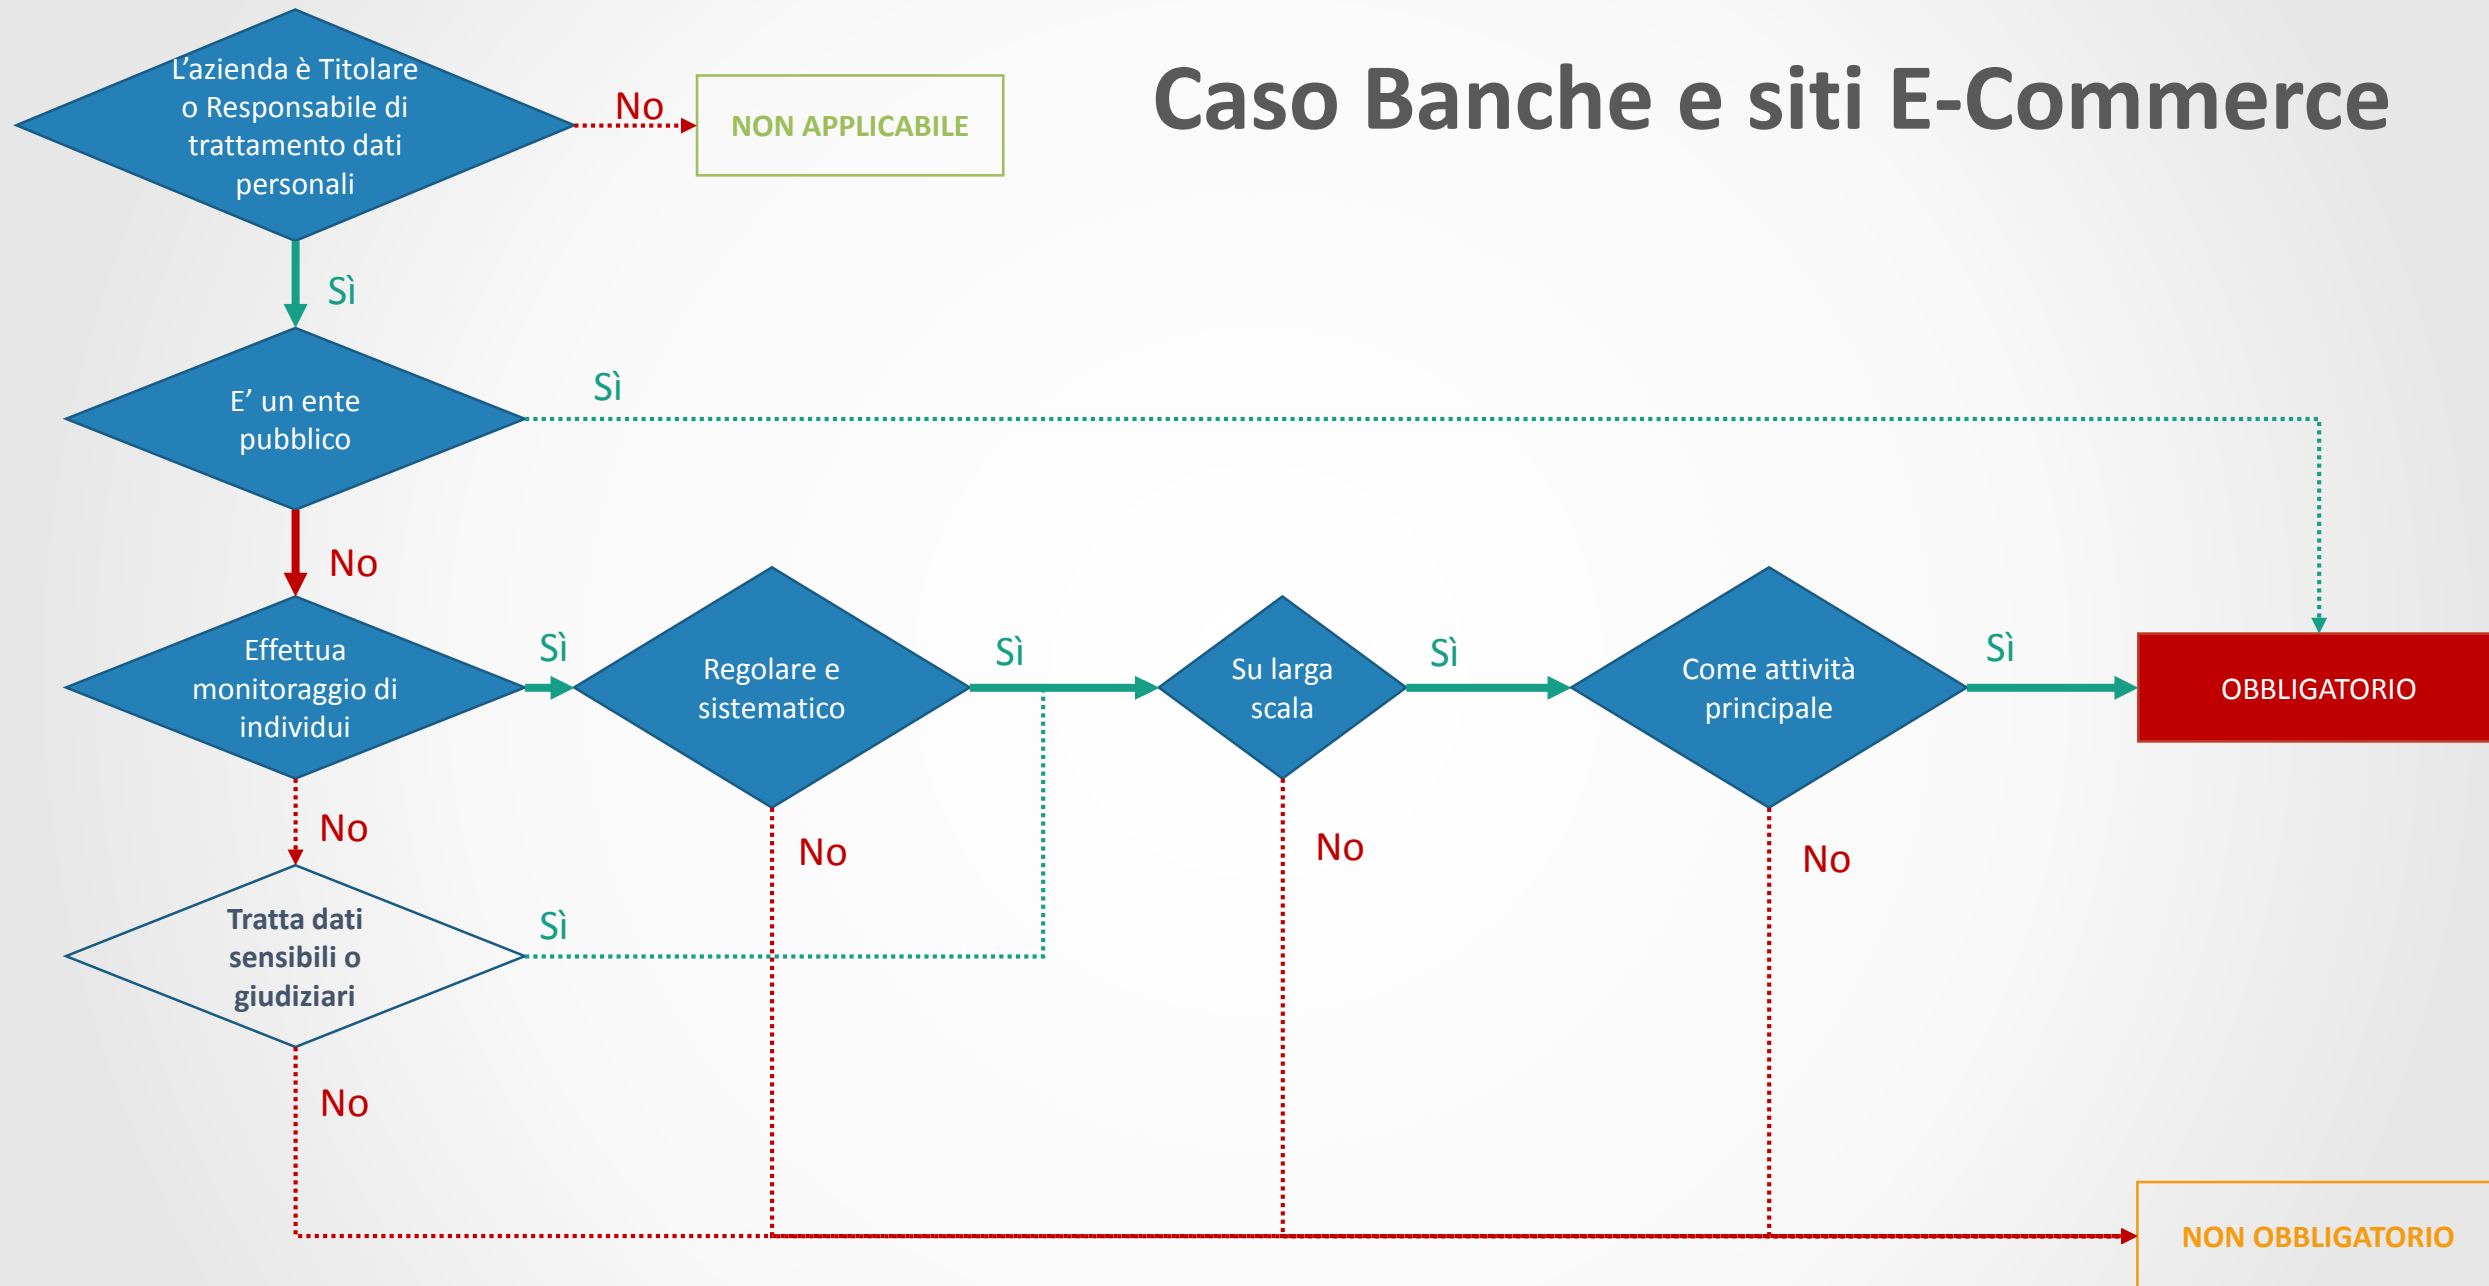 Caso Banche e siti E-Commerce
L'azienda è Titolare
o Responsabile di
trattamento dati
personali
No
NON APPLICABILE
Sì
E' un ente
pubblico
Sì
No
Effettua
monitoraggio di
individui
Sì
Regolare e
sistematico
Sì
Su larga
scala
Sì
Come attività
principale
Sì
OBBLIGATORIO
No
No
No
No
Tratta dati
sensibili o
giudiziari
Sì
No
NON OBBLIGATORIO